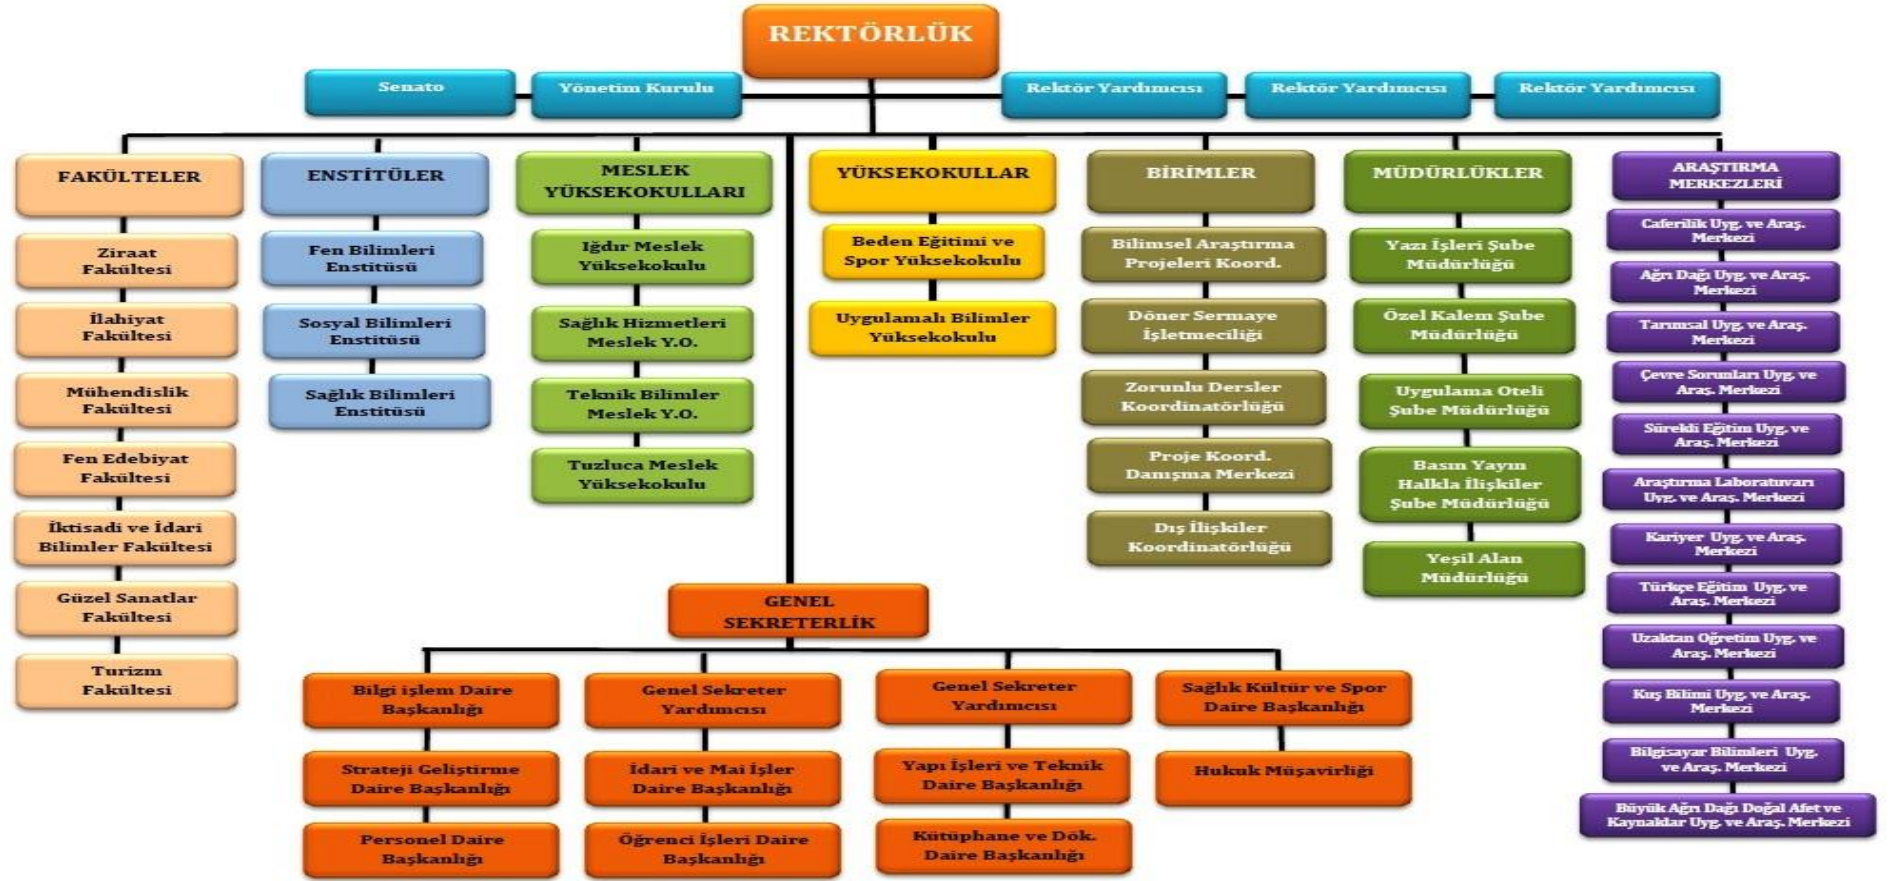 REKTÖRLÜK
Senato
Yönetim Kurulu
Rektör Yardımcısı
Rektör Yardımcısı
Rektör Yardımcısı
FAKÜLTELER
Ziraat
Fakültesi
İlahiyat
Fakültesi
Mühendislik
Fakültesi
Fen Edebiyat
Fakültesi
İktisadi ve İdari
Bilimler Fakültesi
Güzel Sanatlar
Fakültesi
Turizm
Fakültesi
ENSTİTÜLER
Fen Bilimleri
Enstitüsü
Sosyal Bilimleri
Enstitüsü
Sağlık Bilimleri
Enstitüsü
MESLEK
YÜKSEKOKULLARI
Iğdır Meslek
Yüksekokulu
Sağlık Hizmetleri
Meslek Y.O.
Teknik Bilimler
Meslek Y.O.
Tuzluca Meslek
Yüksekokulu
YÜKSEKOKULLAR
Beden Eğitimi ve
Spor Yüksekokulu
Uygulamalı Bilimler
Yüksekokulu
BİRİMLER
Bilimsel Araştırma
Projeleri Koord.
Döner Sermaye
İşletmeciliği
Zorunlu Dersler
Koordinatörlüğü
Proje Koord.
Danışma Merkezi
Dış İlişkiler
Koordinatörlüğü
MÜDÜRLÜKLER
Yazı İşleri Şube
Müdürlüğü
Özel Kalem Şube
Müdürlüğü
Uygulama Oteli
Şube Müdürlüğü
Basın Yayın
Halkla İlişkiler
Şube Müdürlüğü
Yeşil Alan
Müdürlüğü
ARAŞTIRMA
MERKEZLERİ
Caferilik Uyg. ve Araş.
Merkezi
Ağrı Dağı Uyg. ve Araş.
Merkezi
Tarımsal Uyg. ve Araş.
Merkezi
Çevre Sorunları Uyg. ve
Araş. Merkezi
Sürekli Eğitim Uyg. ve
Araş. Merkezi
Araştırma Laboratuvarı
Uyg. ve Araş. Merkezi
Kariyer Uyg. ve Araş.
Merkezi
Türkçe Eğitim Uyg. ve
Araş. Merkezi
Uzaktan Öğretim Uyg. ve
Araş. Merkezi
Kuş Bilimi Uyg. ve Araş.
Merkezi
Bilgisayar Bilimleri Uyg.
ve Araş. Merkezi
Büyük Ağrı Dağı Doğal Afet ve
Kaynaklar Uyg. ve Araş. Merkezi
GENEL
SEKRETERLİK
Bilgi işlem Daire
Başkanlığı
Strateji Geliştirme
Daire Başkanlığı
Personel Daire
Başkanlığı
Genel Sekreter
Yardımcısı
İdari ve Mai İşler
Daire Başkanlığı
Öğrenci İşleri Daire
Başkanlığı
Genel Sekreter
Yardımcısı
Yapı İşleri ve Teknik
Daire Başkanlığı
Kütüphane ve Dök.
Daire Başkanlığı
Sağlık Kültür ve Spor
Daire Başkanlığı
Hukuk Müşavirliği